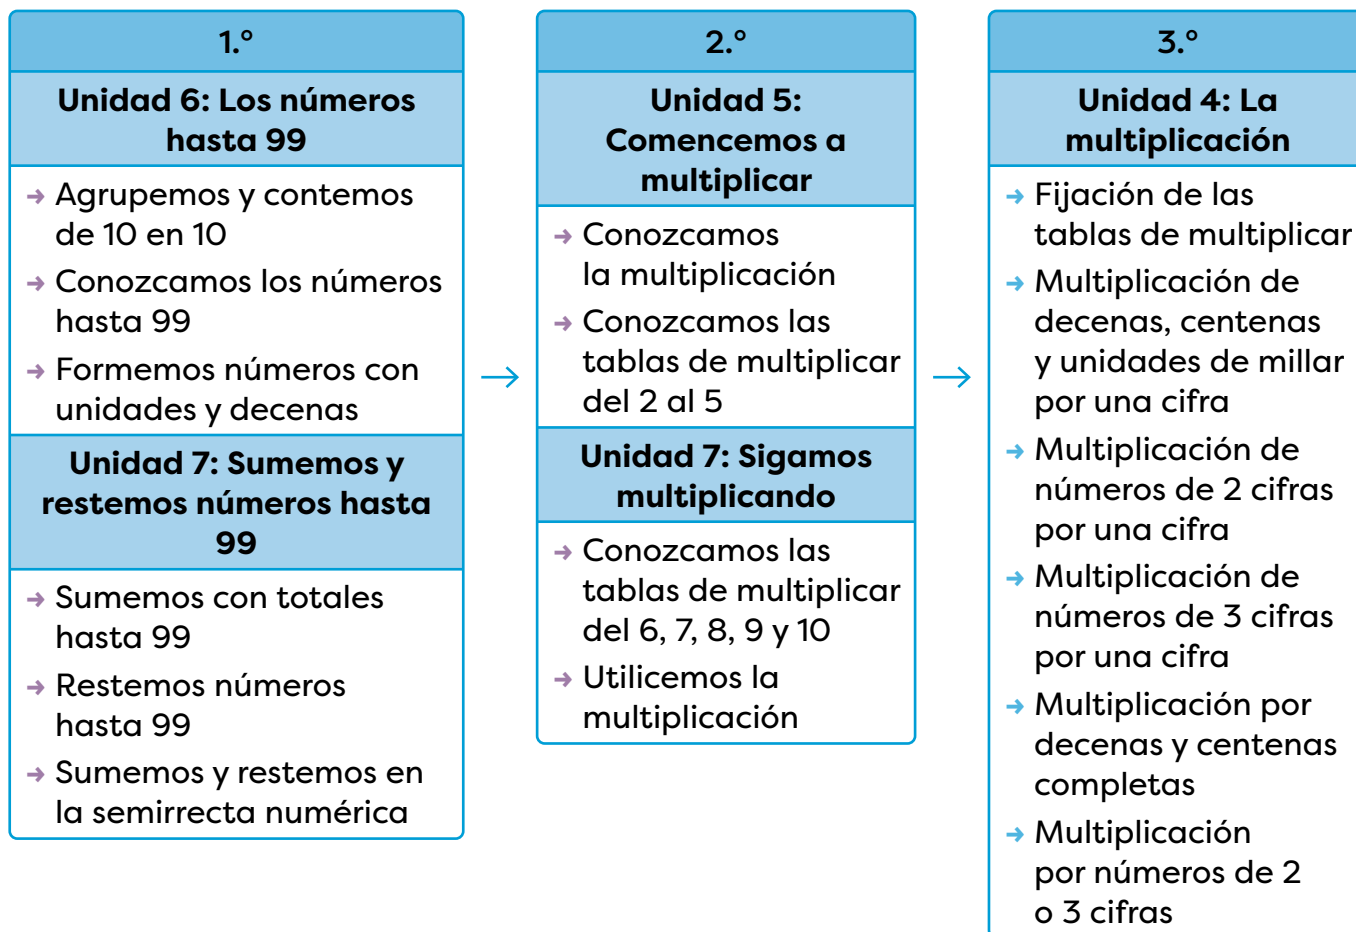 1.°
Unidad 6: Los números
hasta 99
→ Agrupemos y contemos
de 10 en 10
→ Conozcamos los números
hasta 99
→ Formemos números con
unidades y decenas
Unidad 7: Sumemos y
restemos números hasta
99
→ Sumemos con totales
hasta 99
→ Restemos números
hasta 99
→ Sumemos y restemos en
la semirrecta numérica
→
2.°
Unidad 5:
Comencemos a
multiplicar
→ Conozcamos
la multiplicación
→ Conozcamos las
tablas de multiplicar
del 2 al 5
Unidad 7: Sigamos
multiplicando
→ Conozcamos las
tablas de multiplicar
del 6, 7, 8, 9 y 10
→ Utilicemos la
multiplicación
→
3.°
Unidad 4: La
multiplicación
→ Fijación de las
tablas de multiplicar
→ Multiplicación de
decenas, centenas
y unidades de millar
por una cifra
→ Multiplicación de
números de 2 cifras
por una cifra
→ Multiplicación de
números de 3 cifras
por una cifra
→ Multiplicación por
decenas y centenas
completas
→ Multiplicación
por números de 2
o 3 cifras